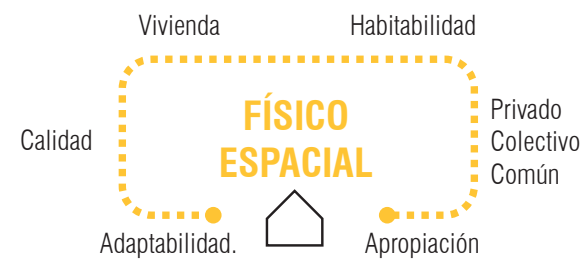 Vivienda
Habitabilidad
FÍSICO
ESPACIAL
Calidad
Privado
Colectivo
Común
Adaptabilidad.
Apropiación